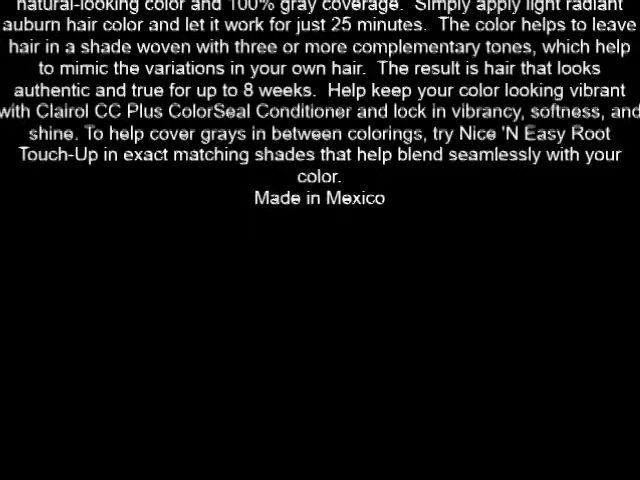 natural-looking color and 100% gray coverage.  Simply apply light radiant
auburn hair color and let it work for just 25 minutes.  The color helps to leave
hair in a shade woven with three or more complementary tones, which help
to mimic the variations in your own hair.  The result is hair that looks
authentic and true for up to 8 weeks.  Help keep your color looking vibrant
with Clairol CC Plus ColorSeal Conditioner and lock in vibrancy, softness, and
shine. To help cover grays in between colorings, try Nice 'N Easy Root
Touch-Up in exact matching shades that help blend seamlessly with your
color.
Made in Mexico